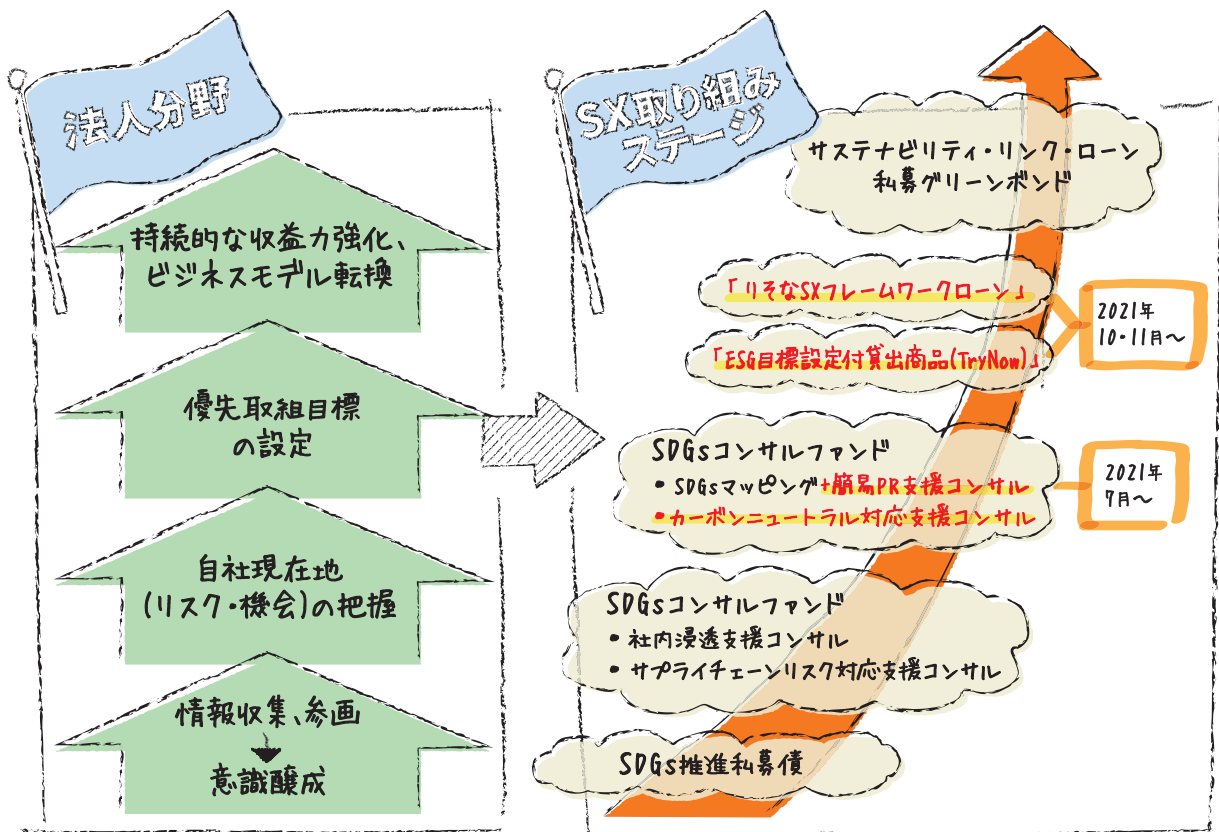 法人分野
持続的な収益力強化、
ビジネスモデル転換
優先取組目標
の設定
自社現在地
(リスク・機会)の把握
情報収集、参画
意識醸成
SX取り組み
ステージ
サステナビリティ・リンク・ローン
私募グリーンボンド
「りそなSXフレームワークローン」
「ESG目標設定付貸出商品(TryNow)」
2021年
10・11月～
SDGsコンサルファンド
・SDGsマッピング+簡易PR支援コンサル
・カーボンニュートラル対応支援コンサル
2021年
7月～
SDGsコンサルファンド
・社内浸透支援コンサル
・サプライチェーンリスク対応支援コンサル
SDGs推進私募債